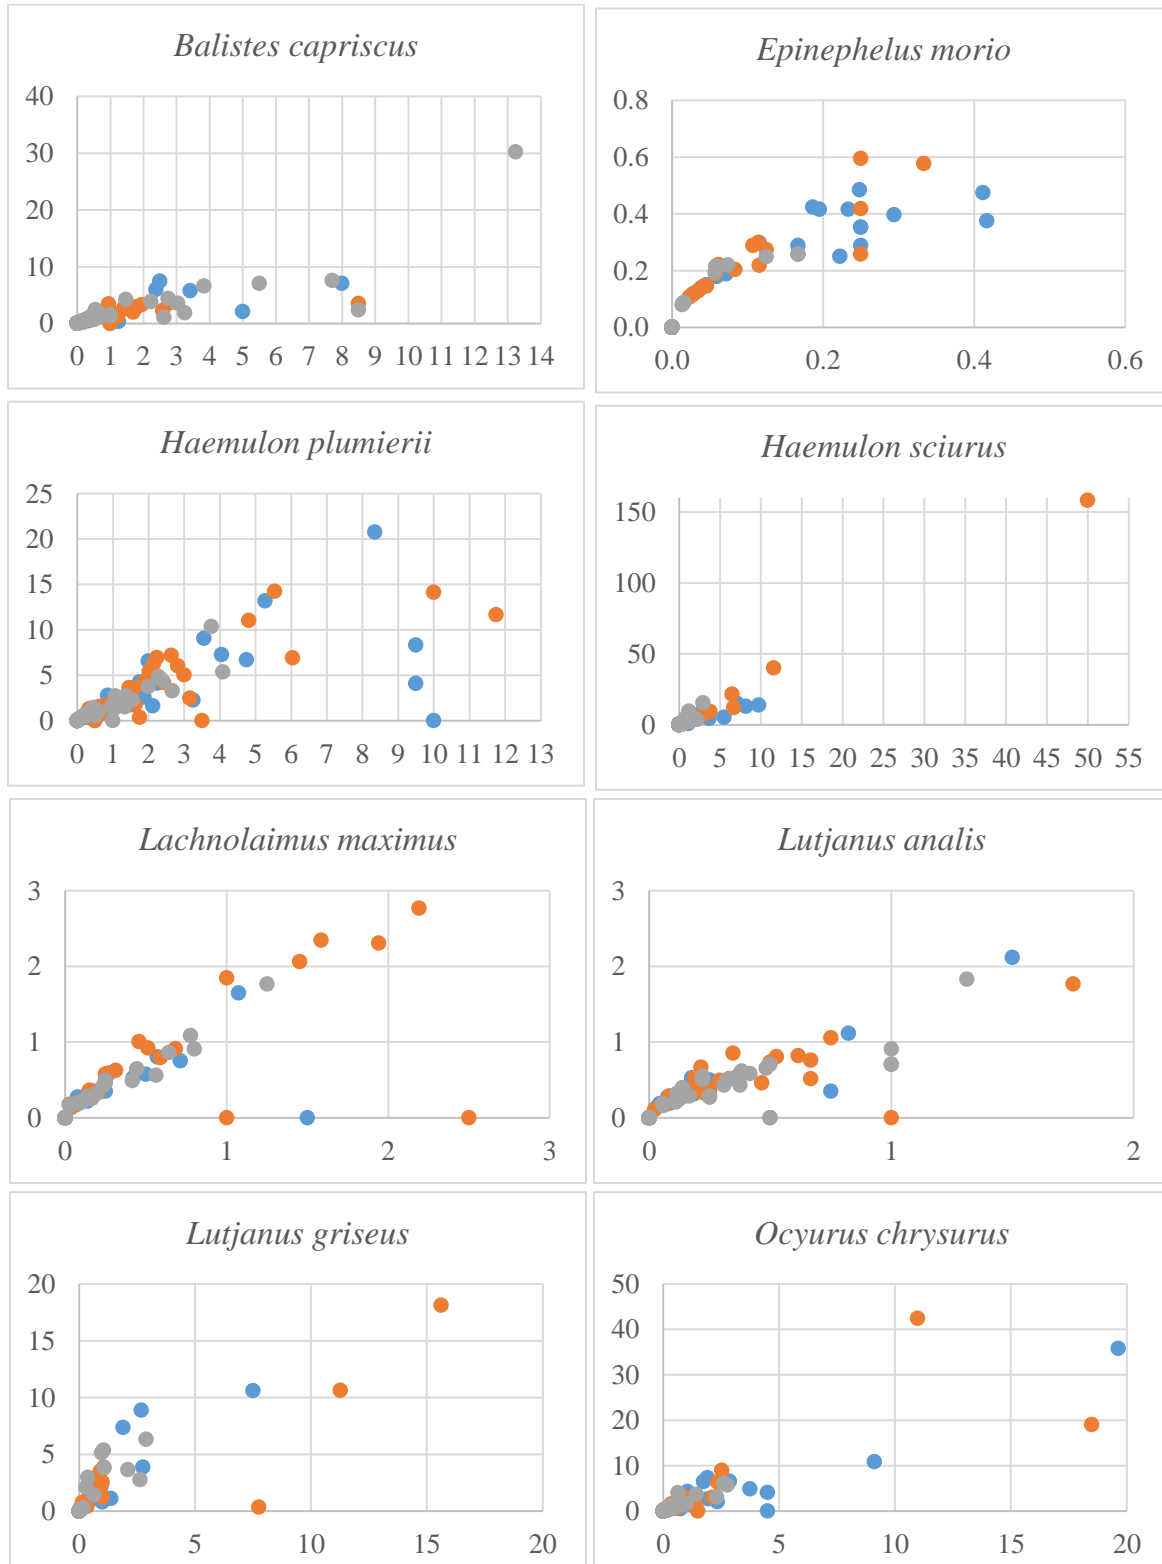 Balistes capriscus
40
30
20
10
0
0 1 2 3 4 5 6 7 8 9 10 11 12 13 14
Epinephelus morio
0.8
0.6
0.4
0.2
0.0
0.0 0.2 0.4 0.6
Haemulon plumierii
25
20
15
10
5
0
0 1 2 3 4 5 6 7 8 9 10 11 12 13
Haemulon sciurus
150
100
50
0
0 5 10 15 20 25 30 35 40 45 50 55
Lachnolaimus maximus
3
2
1
0
0 1 2 3
Lutjanus analis
3
2
1
0
0 1 2
Lutjanus griseus
20
15
10
5
0
0 5 10 15 20
Ocyurus chrysurus
50
40
30
20
10
0
0 5 10 15 20